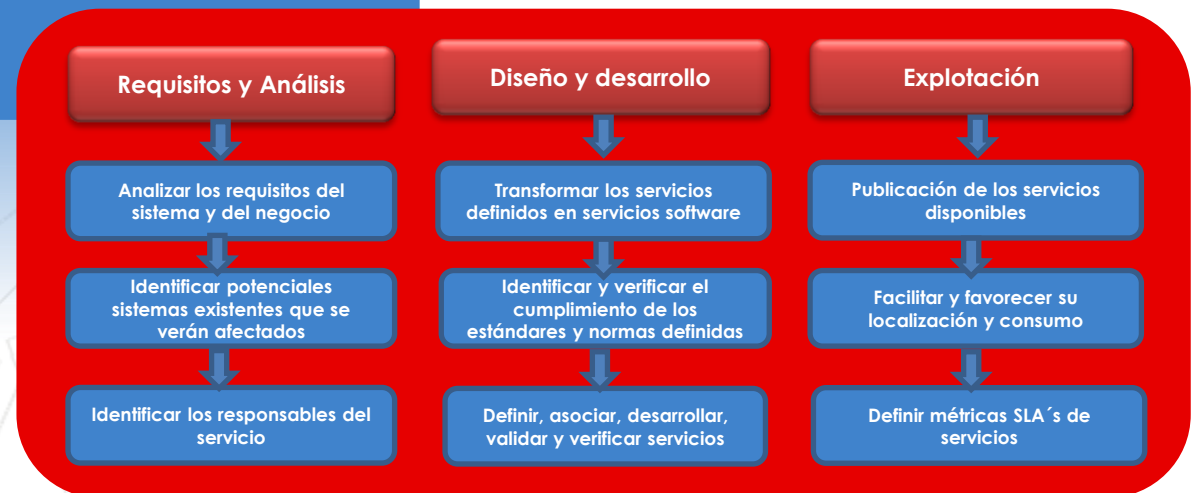 Requisitos y Análisis
Analizar los requisitos del
sistema y del negocio
Identificar potenciales
sistemas existentes que se
verán afectados
Identificar los responsables del
servicio
Diseño y desarrollo
Transformar los servicios
definidos en servicios software
Identificar y verificar el
cumplimiento de los
estándares y normas definidas
Definir, asociar, desarrollar,
validar y verificar servicios
Explotación
Publicación de los servicios
disponibles
Facilitar y favorecer su
localización y consumo
Definir métricas SLA´s de
servicios